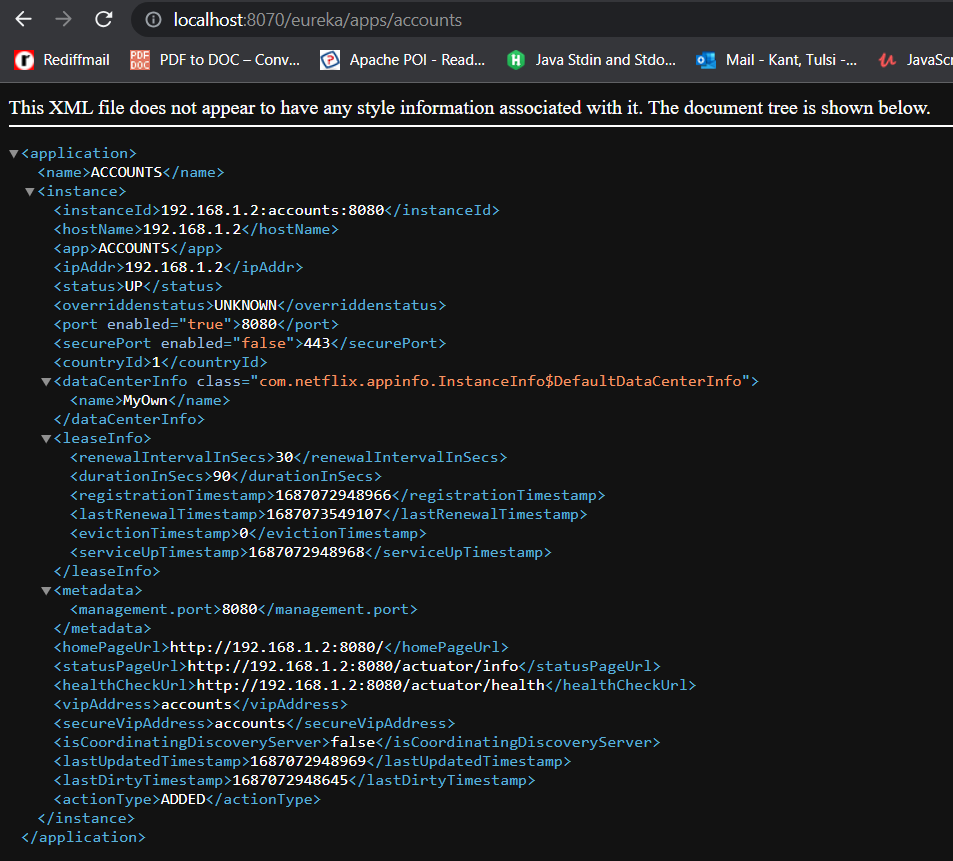 localhost:8070/eureka/apps/accounts
Rediffmail PDF to DOC – Conv... Apache POI - Read... Java Stdin and Stdo... Mail - Kant, Tulsi -... JavaSc
This XML file does not appear to have any style information associated with it. The document tree is shown below.
<application>
<name>ACCOUNTS</name>
<instance>
<instanceId>192.168.1.2:accounts:8080</instanceId>
<hostName>192.168.1.2</hostName>
<app>ACCOUNTS</app>
<ipAddr>192.168.1.2</ipAddr>
<status>UP</status>
<overriddenstatus>UNKNOWN</overriddenstatus>
<port enabled="true">8080</port>
<securePort enabled="false">443</securePort>
<countryId>1</countryId>
<dataCenterInfo class="com.netflix.appinfo.InstanceInfo$DefaultDataCenterInfo">
<name>MyOwn</name>
</dataCenterInfo>
<leaseInfo>
<renewalIntervalInSecs>30</renewalIntervalInSecs>
<durationInSecs>90</durationInSecs>
<registrationTimestamp>1687072948966</registrationTimestamp>
<lastRenewalTimestamp>1687073549107</lastRenewalTimestamp>
<evictionTimestamp>0</evictionTimestamp>
<serviceUpTimestamp>1687072948968</serviceUpTimestamp>
</leaseInfo>
<metadata>
<management.port>8080</management.port>
</metadata>
<homePageUrl>http://192.168.1.2:8080/</homePageUrl>
<statusPageUrl>http://192.168.1.2:8080/actuator/info</statusPageUrl>
<healthCheckUrl>http://192.168.1.2:8080/actuator/health</healthCheckUrl>
<vipAddress>accounts</vipAddress>
<secureVipAddress>accounts</secureVipAddress>
<isCoordinatingDiscoveryServer>false</isCoordinatingDiscoveryServer>
<lastUpdatedTimestamp>1687072948969</lastUpdatedTimestamp>
<lastDirtyTimestamp>1687072948645</lastDirtyTimestamp>
<actionType>ADDED</actionType>
</instance>
</application>